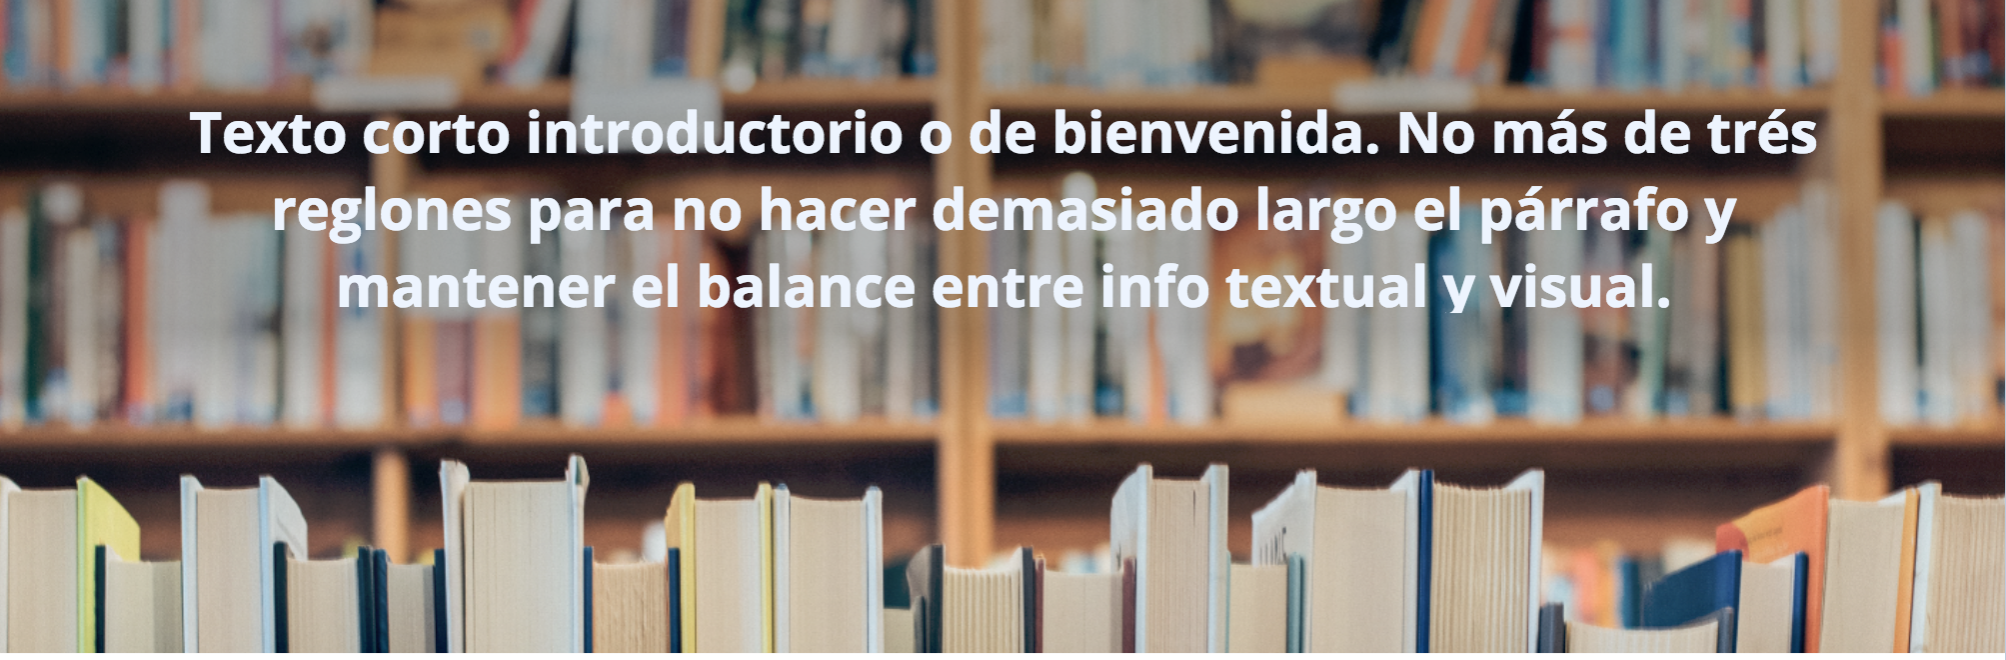 Texto corto introductorio o de bienvenida. No más de trés
reglones para no hacer demasiado largo el párrafo y
mantener el balance entre info textual y visual.